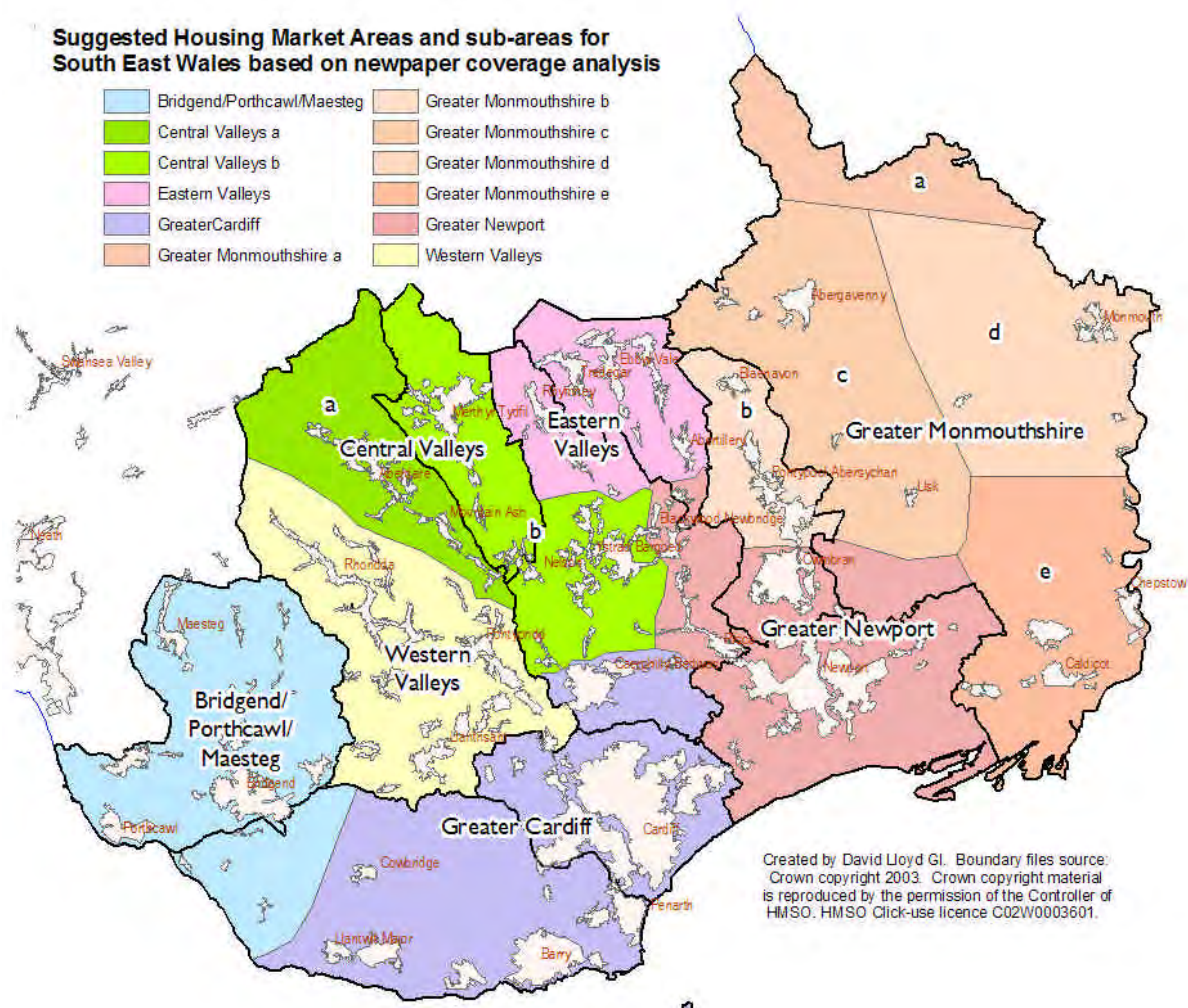 Suggested Housing Market Areas and sub-areas for
South East Wales based on newpaper coverage analysis
Bridgend/Porthcawl/Maesteg
Central Valleys a
Central Valleys b
Eastern Valleys
GreaterCardiff
Greater Monmouthshire a
Greater Monmouthshire b
Greater Monmouthshire c
Greater Monmouthshire d
Greater Monmouthshire e
Greater Newport
Western Valleys
a
Abergavenny
Monmouth
d
Swansea Valley
Ebbw Vale
Tredegar
Blaenavon
c
Rhymney
a
Merthyr Tydfil
b
Eastern
Valleys
Greater Monmouthshire
Central Valleys
Abertillery
Aberdare
Pontypool Abersychan
Usk
Mountain Ash
Blackwood Newbridge
b
Neath
Nelson
Cwmbran
Rhondda
e
Chepstow
Maesteg
Greater Newport
Western
Valleys
Newport
Caldicot
Bridgend/
Porthcawl/
Maesteg
Llantrisant
Bridgend
Porthcawl
Greater Cardiff
Cardiff
Cowbridge
Penarth
Llantwit Major
Barry
Created by David Lloyd GI. Boundary files source:
Crown copyright 2003. Crown copyright material
is reproduced by the permission of the Controller of
HMSO. HMSO Click-use licence C02W0003601.